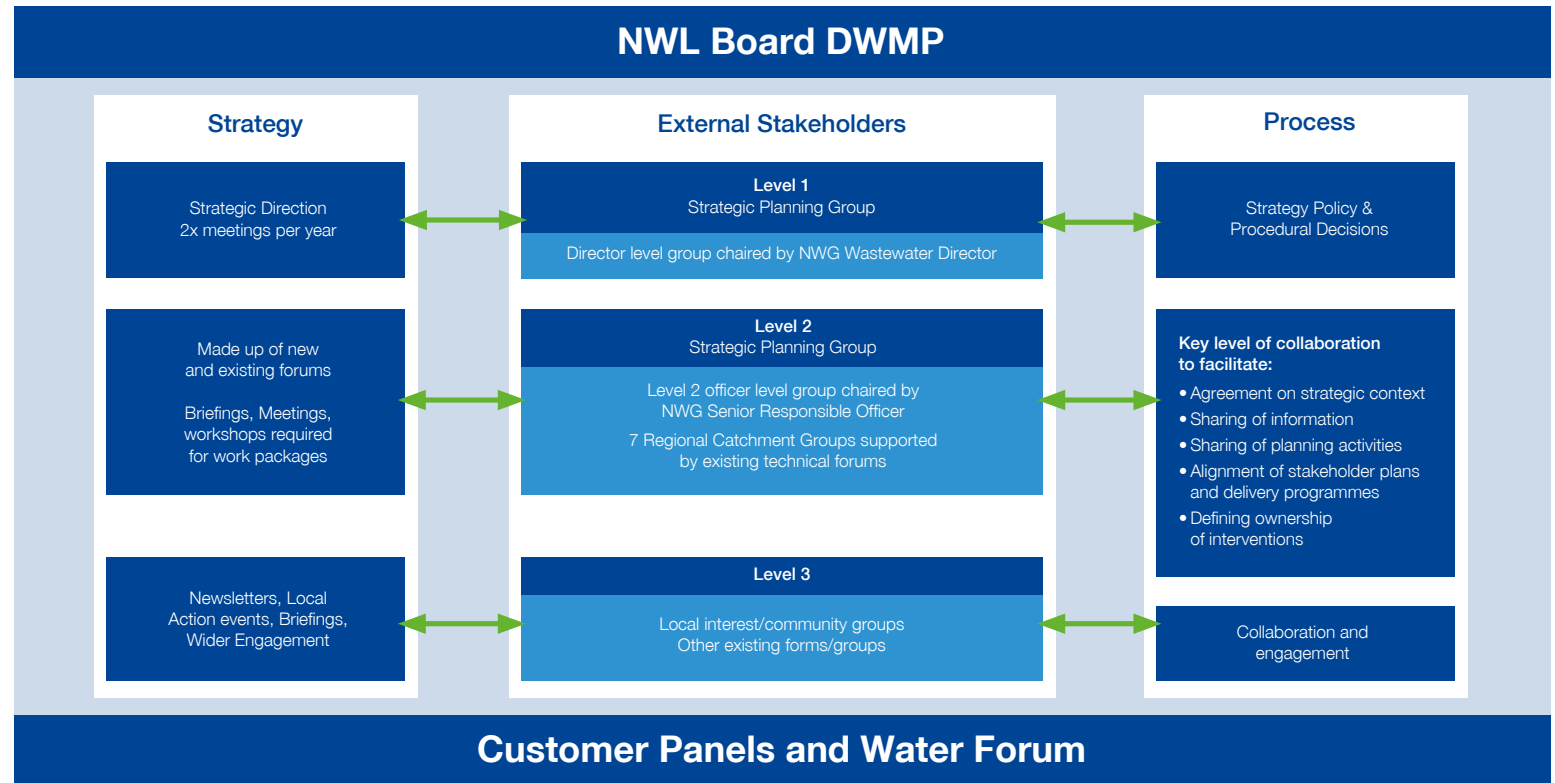 NWL Board DWMP
Strategy
Strategic Direction
2x meetings per year
Made up of new
and existing forums
Briefings, Meetings,
workshops required
for work packages
Newsletters, Local
Action events, Briefings,
Wider Engagement
External Stakeholders
Level 1
Strategic Planning Group
Director level group chaired by NWG Wastewater Director
Level 2
Strategic Planning Group
Level 2 officer level group chaired by
NWG Senior Responsible Officer
7 Regional Catchment Groups supported
by existing technical forums
Level 3
Local interest/community groups
Other existing forms/groups
Process
Strategy Policy &
Procedural Decisions
Key level of collaboration
to facilitate:
• Agreement on strategic context
• Sharing of information
• Sharing of planning activities
• Alignment of stakeholder plans
and delivery programmes
• Defining ownership
of interventions
Collaboration and
engagement
Customer Panels and Water Forum